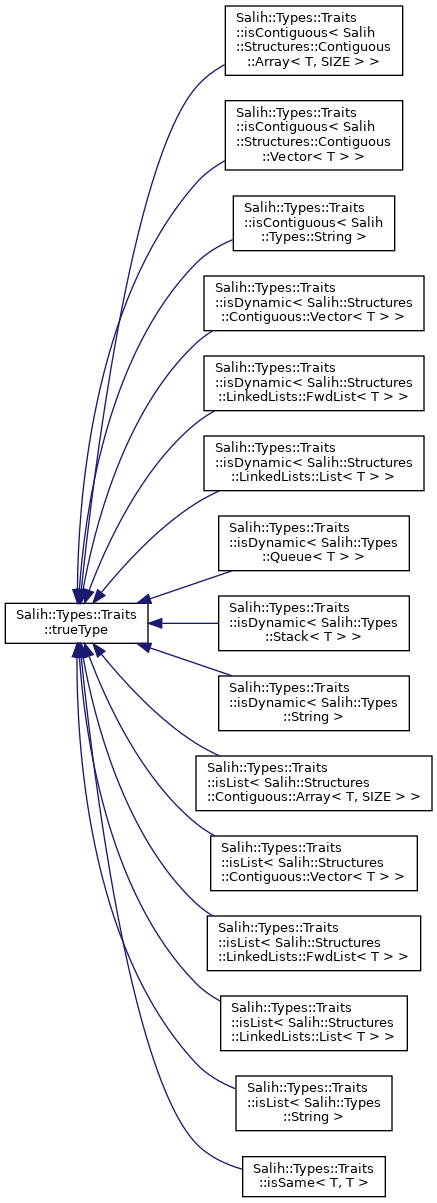 Salih::Types::Traits
::isContiguous< Salih
::Structures::Contiguous
::Array< T, SIZE > >
Salih::Types::Traits
::isContiguous< Salih
::Structures::Contiguous
::Vector< T > >
Salih::Types::Traits
::isContiguous< Salih
::Types::String >
Salih::Types::Traits
::isDynamic< Salih::Structures
::Contiguous::Vector< T > >
Salih::Types::Traits
::isDynamic< Salih::Structures
::LinkedLists::FwdList< T > >
Salih::Types::Traits
::isDynamic< Salih::Structures
::LinkedLists::List< T > >
Salih::Types::Traits
::isDynamic< Salih::Types
::Queue< T > >
Salih::Types::Traits
::trueType
Salih::Types::Traits
::isDynamic< Salih::Types
::Stack< T > >
Salih::Types::Traits
::isDynamic< Salih::Types
::String >
Salih::Types::Traits
::isList< Salih::Structures
::Contiguous::Array< T, SIZE > >
Salih::Types::Traits
::isList< Salih::Structures
::Contiguous::Vector< T > >
Salih::Types::Traits
::isList< Salih::Structures
::LinkedLists::FwdList< T > >
Salih::Types::Traits
::isList< Salih::Structures
::LinkedLists::List< T > >
Salih::Types::Traits
::isList< Salih::Types
::String >
Salih::Types::Traits
::isSame< T, T >